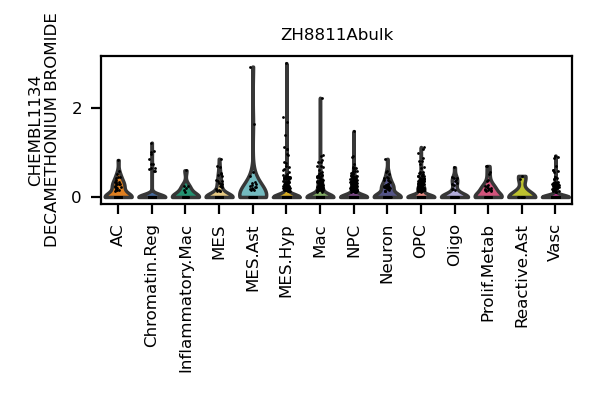 ZH8811Abulk
CHEMBL1134
DECAMETHONIUM BROMIDE
2
0
AC
Chromatin.Reg
Inflammatory.Mac
MES
MES.Ast
MES.Hyp
Mac
NPC
Neuron
OPC
Oligo
Prolif.Metab
Reactive.Ast
Vasc